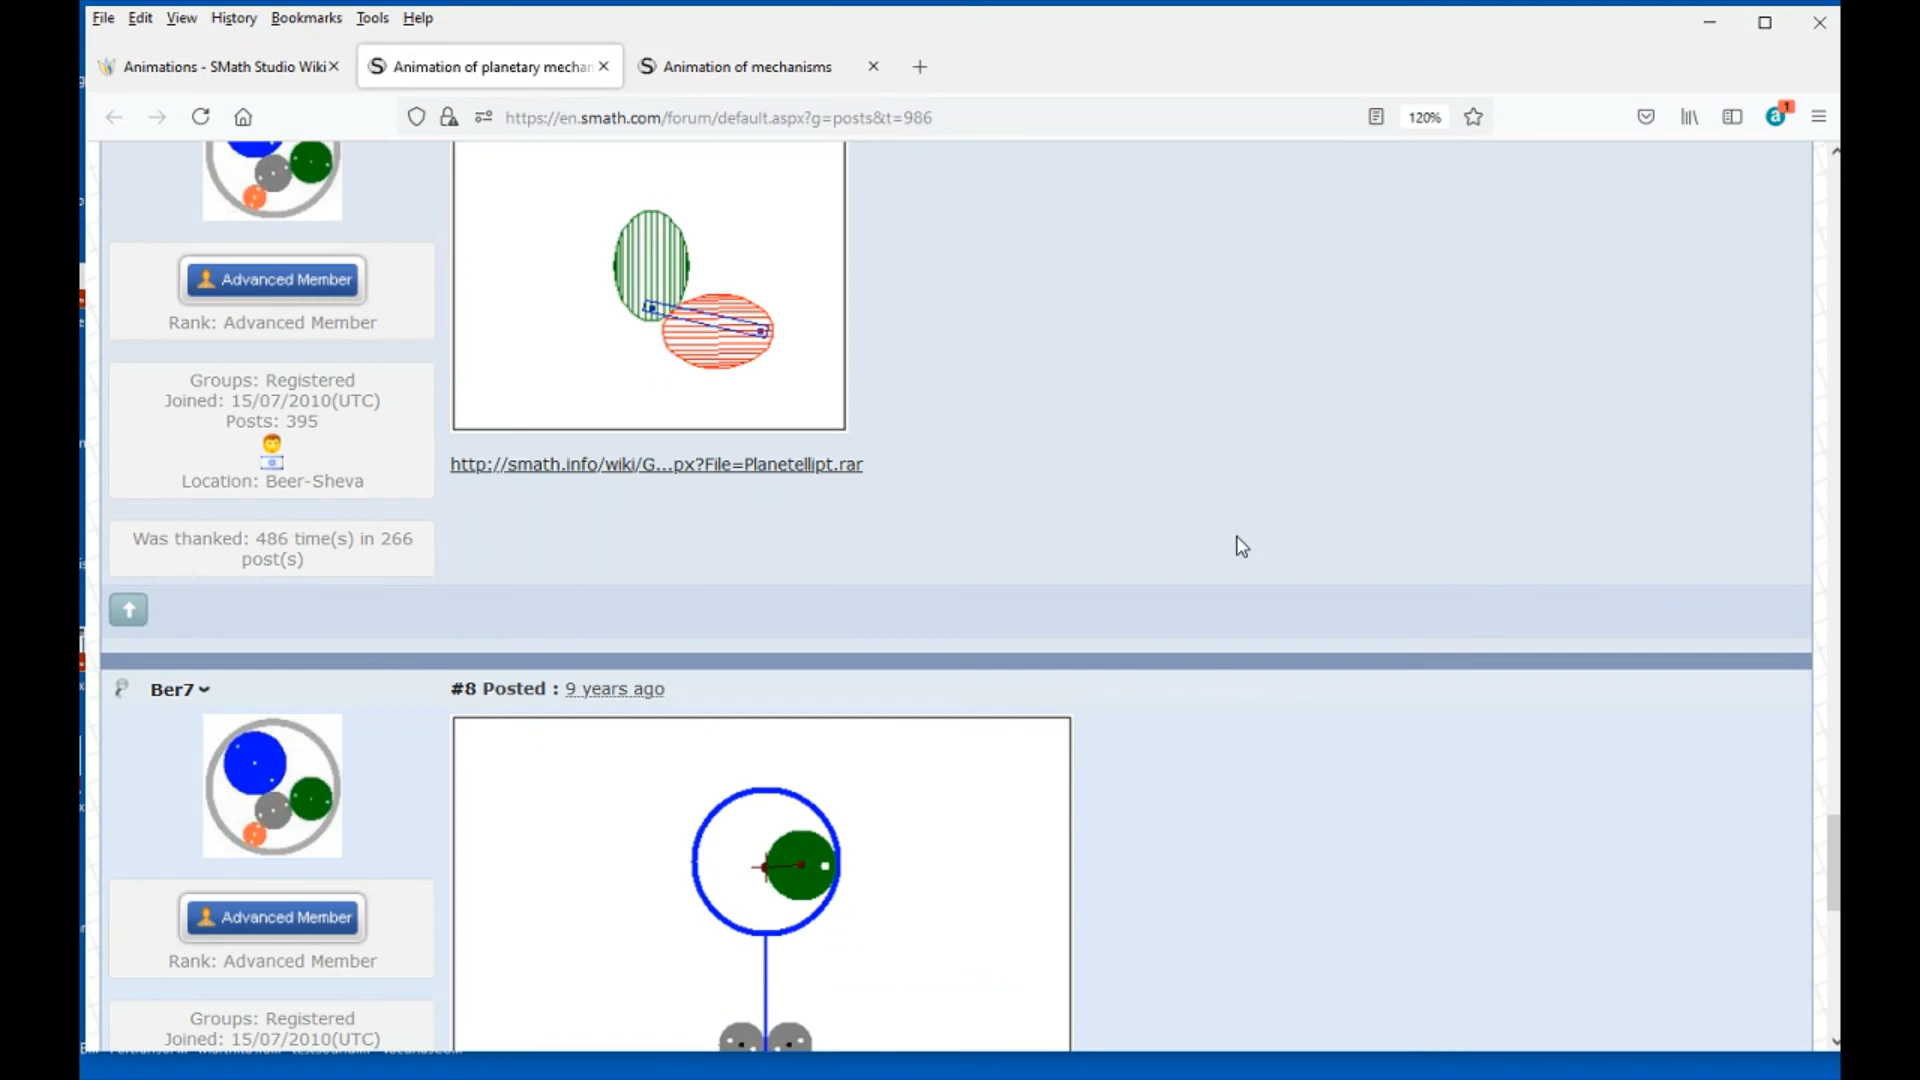 File Edit View History Bookmarks Tools Help
Animations - SMath Studio Wiki
Animation of planetary mechan
Animation of mechanisms
https://en.smath.com/forum/default.aspx?g=posts&t=986
120%
a
1
Advanced Member
Rank: Advanced Member
Groups: Registered
Joined: 15/07/2010(UTC)
Posts: 395
Location: Beer-Sheva
http://smath.info/wiki/G...px?File=Planetellipt.rar
Was thanked: 486 time(s) in 266
post(s)
Ber7
#8 Posted : 9 years ago
Advanced Member
Rank: Advanced Member
Groups: Registered
Joined: 15/07/2010(UTC)